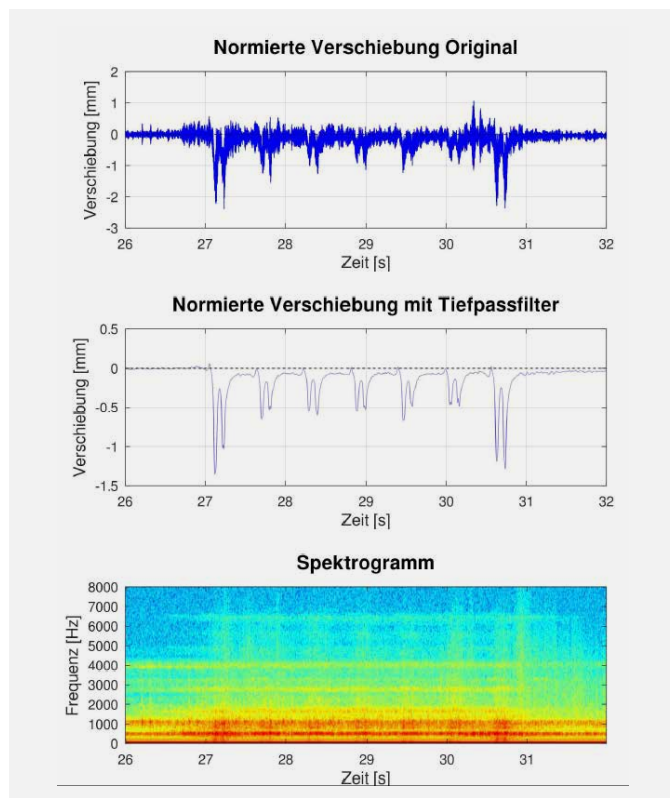 Normierte Verschiebung Original
Verschiebung [mm]
2
1
0
-1
-2
-3
26 27 28 29 30 31 32
Zeit [s]
Normierte Verschiebung mit Tiefpassfilter
Verschiebung [mm]
0.5
0
-0.5
-1
-1.5
26 27 28 29 30 31 32
Zeit [s]
Spektrogramm
Frequenz [Hz]
8000
7000
6000
5000
4000
3000
2000
1000
0
26 27 28 29 30 31 32
Zeit [s]